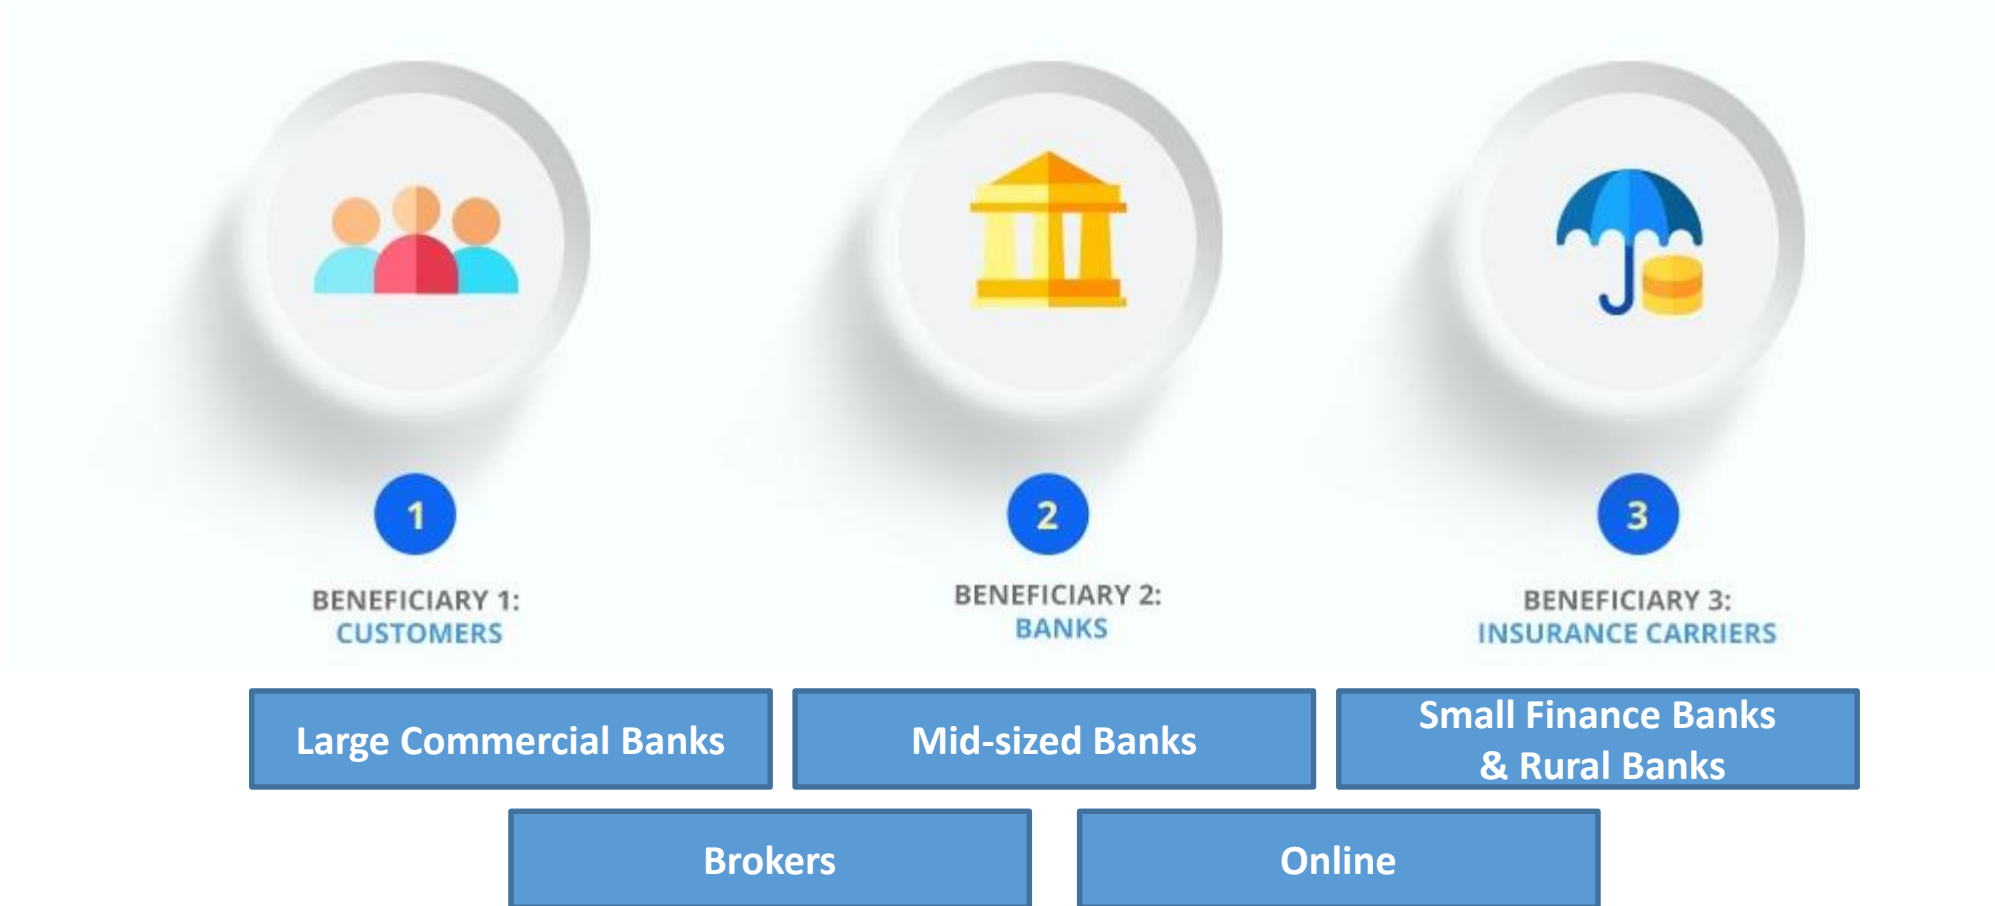 1
2
3
BENEFICIARY 1:
CUSTOMERS
BENEFICIARY 2:
BANKS
BENEFICIARY 3:
INSURANCE CARRIERS
Large Commercial Banks
Mid-sized Banks
Small Finance Banks
& Rural Banks
Brokers
Online